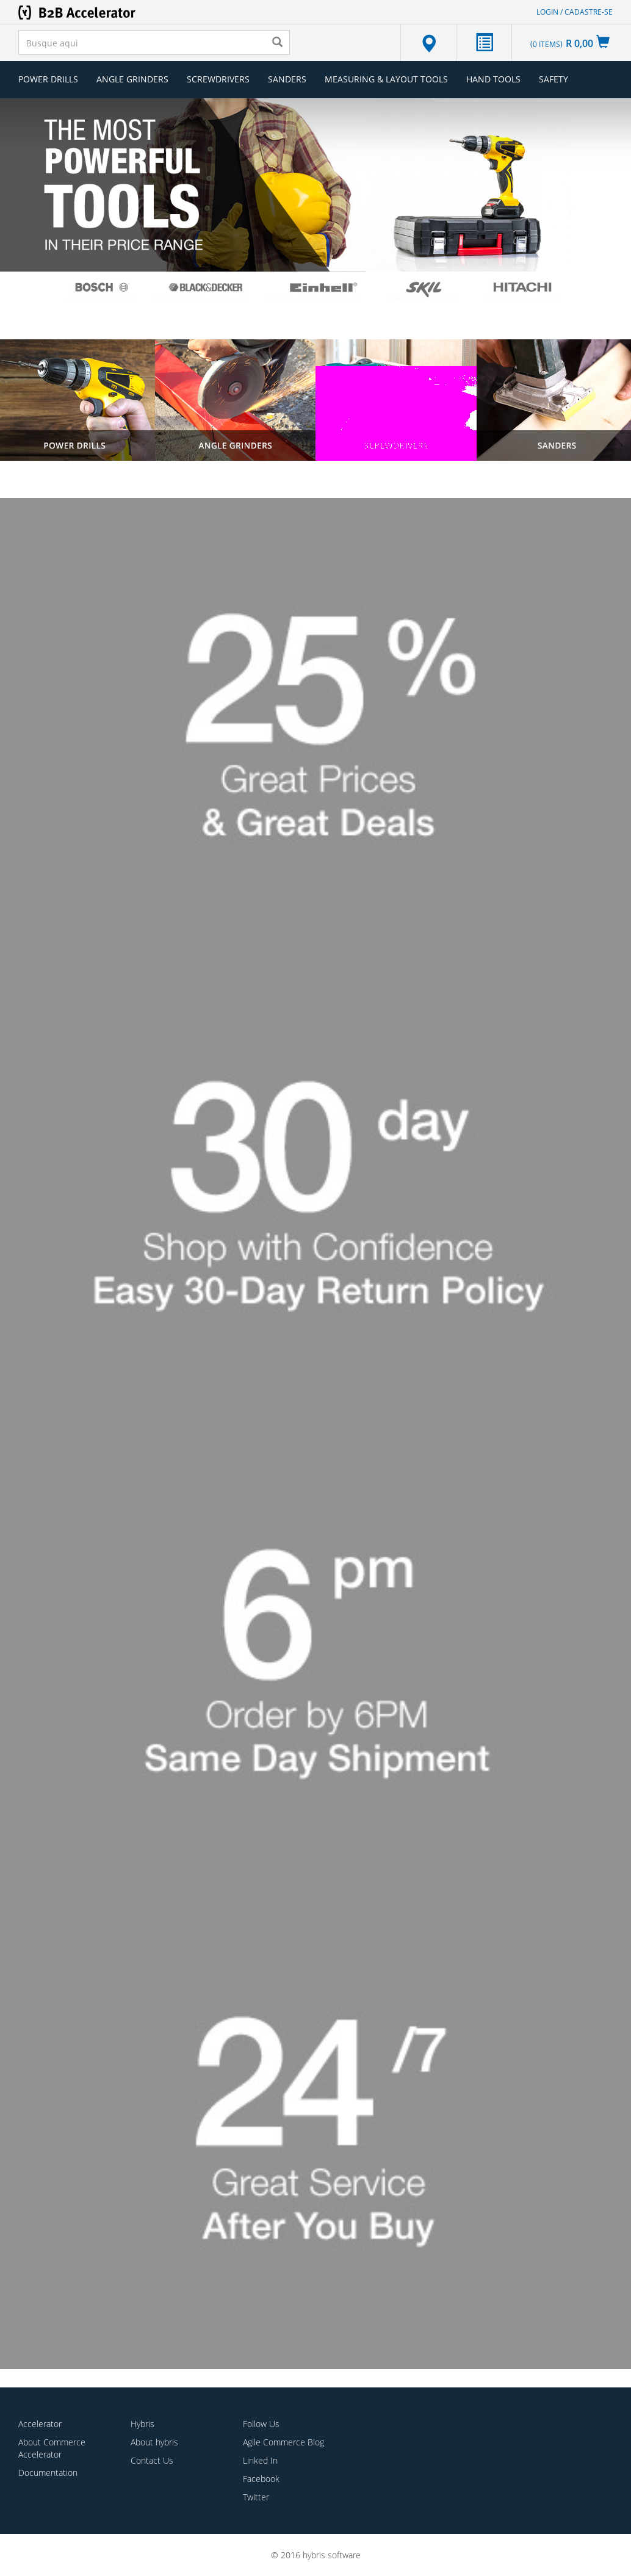 B2B Accelerator
LOGIN / CADASTRE-SE
Busque aqui
(0 ITEMS) R 0,00
POWER DRILLS ANGLE GRINDERS SCREWDRIVERS SANDERS MEASURING & LAYOUT TOOLS HAND TOOLS SAFETY
THE MOST
POWERFUL
TOOLS
IN THEIR PRICE RANGE
BOSCH BLACK&DECKER Einhell® SKIL HITACHI
POWER DRILLS ANGLE GRINDERS SCREWDRIVERS SANDERS
25 %
Great Prices
& Great Deals
30 day
Shop with Confidence
Easy 30-Day Return Policy
6 pm
Order by 6PM
Same Day Shipment
24 /7
Great Service
After You Buy
Accelerator
About Commerce
Accelerator
Documentation
Hybris
About hybris
Contact Us
Follow Us
Agile Commerce Blog
Linked In
Facebook
Twitter
© 2016 hybris software